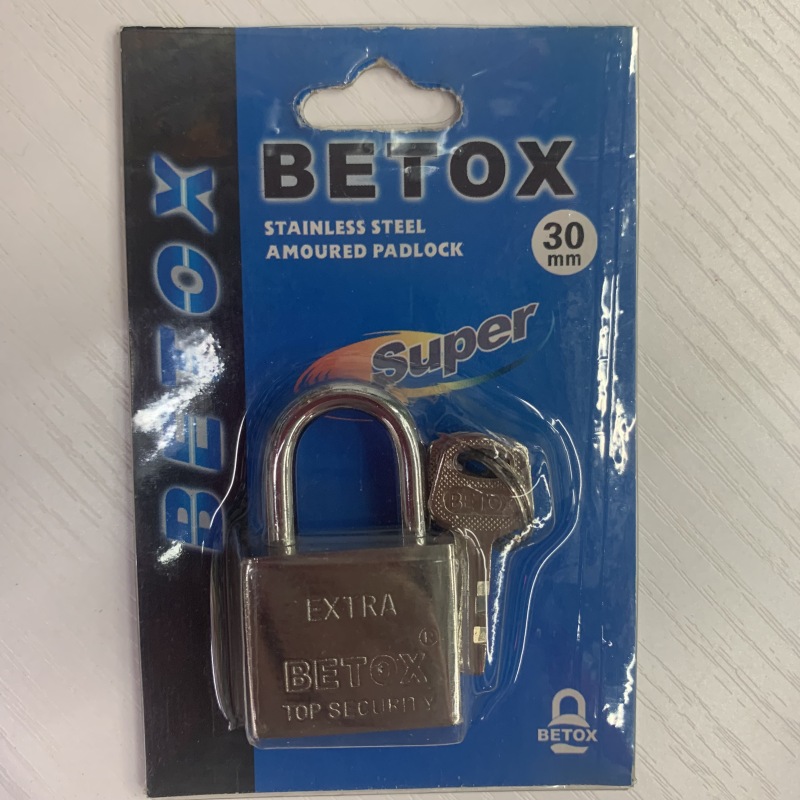 BETOX
BETOX
STAINLESS STEEL
AMOURED PADLOCK
30
mm
Super
BETOX
EXTRA
®
BETOX
TOP SECURITY
BETOX